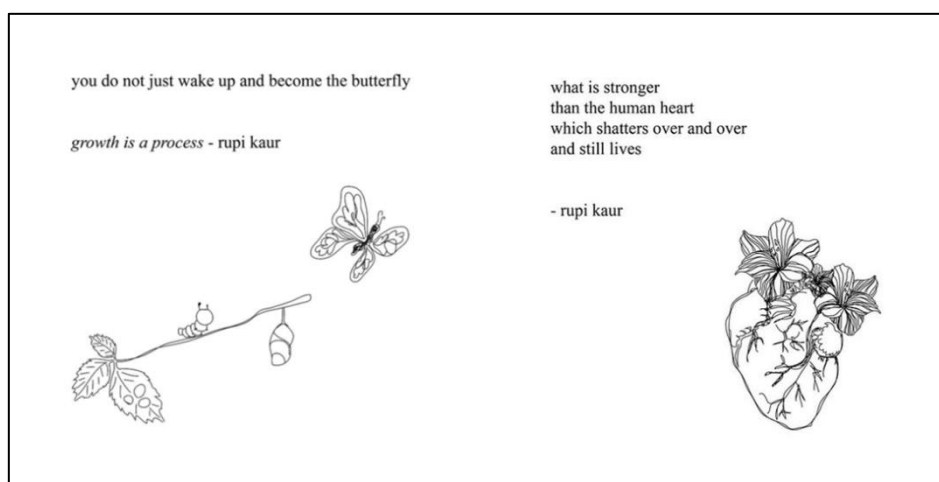 you do not just wake up and become the butterfly
growth is a process - rupi kaur
what is stronger
than the human heart
which shatters over and over
and still lives
- rupi kaur